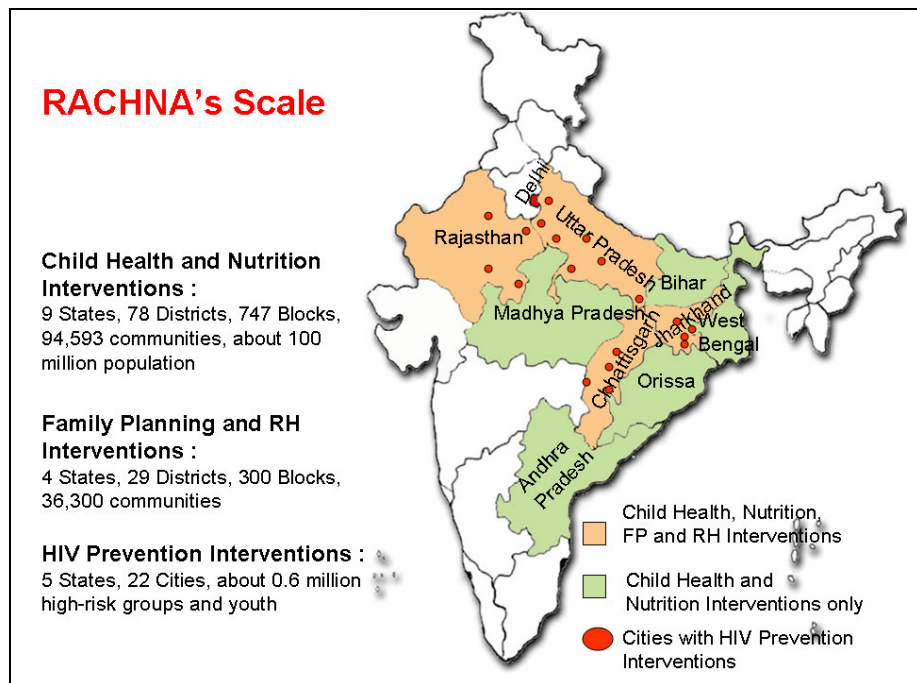 RACHNA's Scale
Child Health and Nutrition
Interventions :
9 States, 78 Districts, 747 Blocks,
94,593 communities, about 100
million population
Family Planning and RH
Interventions :
4 States, 29 Districts, 300 Blocks,
36,300 communities
HIV Prevention Interventions :
5 States, 22 Cities, about 0.6 million
high-risk groups and youth
Delhi
Uttar Pradesh
Rajasthan
Bihar
Madhya Pradesh
Jharkhand
West
Bengal
Chhattisgarh
Orissa
Andhra
Pradesh
Child Health, Nutrition,
FP and RH Interventions
Child Health and
Nutrition Interventions only
Cities with HIV Prevention
Interventions